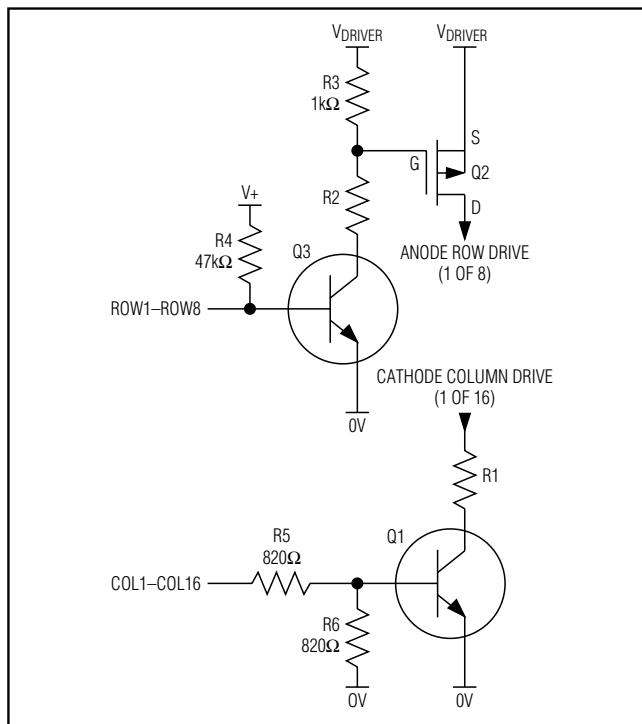 VDRIVER
VDRIVER
R3
1kΩ
S
G
Q2
D
R2
V+
R4
47kΩ
Q3
ANODE ROW DRIVE
(1 OF 8)
ROW1–ROW8
0V
CATHODE COLUMN DRIVE
(1 OF 16)
R1
Q1
R5
820Ω
COL1–COL16
R6
820Ω
0V
0V